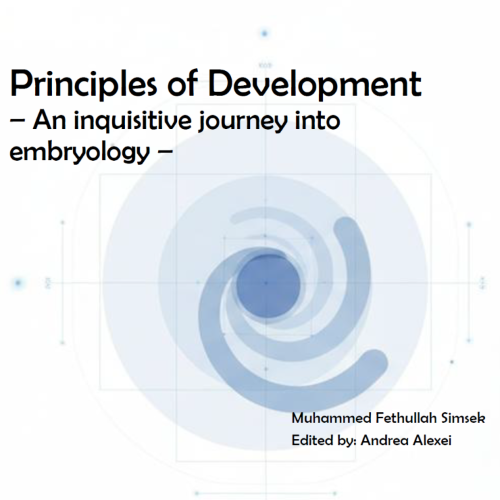 Principles of Development
– An inquisitive journey into
embryology –
Muhammed Fethullah Simsek
Edited by: Andrea Alexei